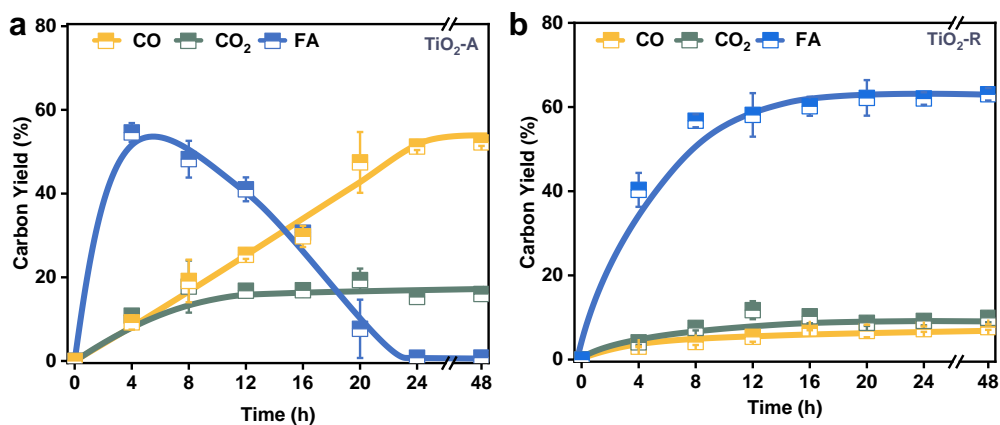 a
CO CO₂ FA
TiO₂-A
Carbon Yield (%)
80
60
40
20
0
0 4 8 12 16 20 24 48
Time (h)
b
CO CO₂ FA
TiO₂-R
Carbon Yield (%)
80
60
40
20
0
0 4 8 12 16 20 24 48
Time (h)